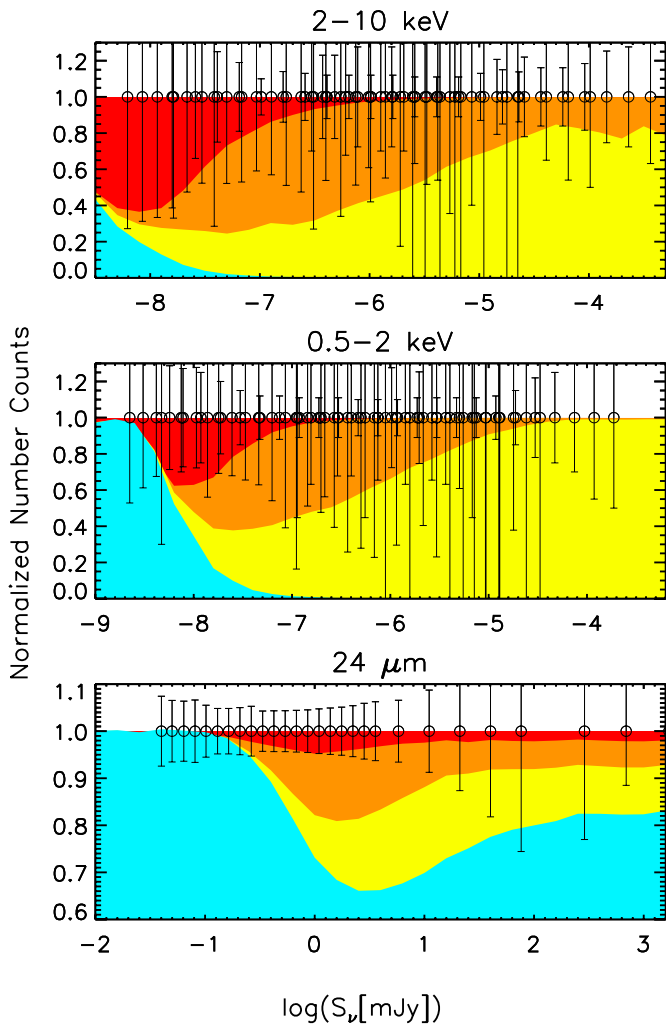 2−10 keV
1.2
1.0
0.8
0.6
0.4
0.2
0.0
−8 −7 −6 −5 −4
0.5−2 keV
1.2
1.0
0.8
0.6
0.4
0.2
0.0
−9 −8 −7 −6 −5 −4
Normalized Number Counts
24 μm
1.1
1.0
0.9
0.8
0.7
0.6
−2 −1 0 1 2 3
log(Sν[mJy])